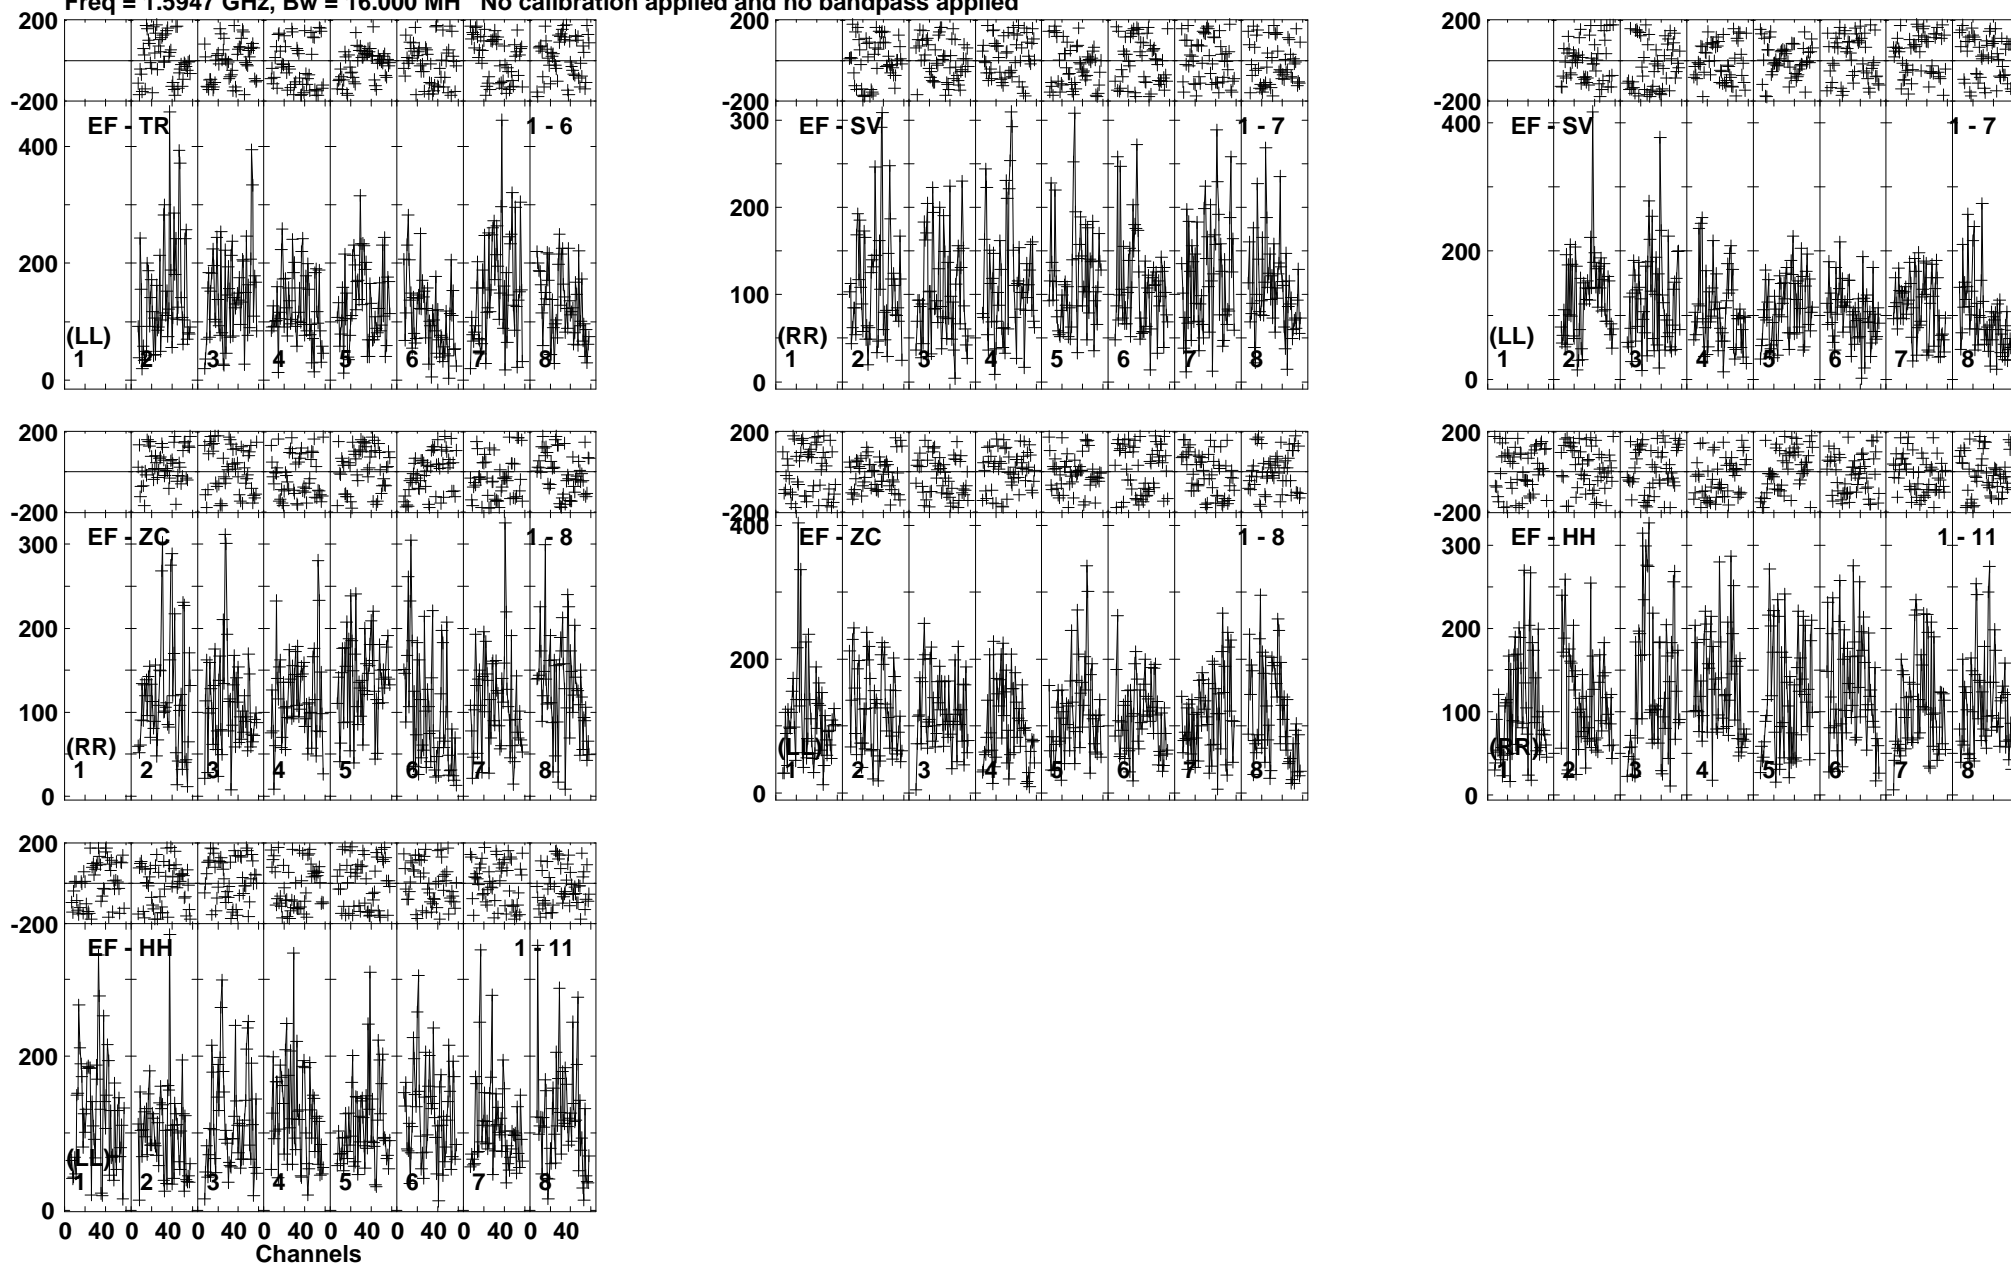 Freq = 1.5947 GHz, Bw = 16.000 MH No calibration applied and no bandpass applied
200 200 200
-200 -200 -200
EF - TR 1 - 6 EF - SV 1 - 7 EF - SV 1 - 7
400 300 400
200 200 200
100
(LL) (RR) (LL)
1 2 3 4 5 6 7 8 1 2 3 4 5 6 7 8 1 2 3 4 5 6 7 8
0 0 0
200 200 200
-200 -200 -200
EF - ZC 1 - 8 EF - ZC 1 - 8 EF - HH 1 - 11
300 400 300
200 200 200
100 100
(RR) (LL) (RR)
1 2 3 4 5 6 7 8 1 2 3 4 5 6 7 8 1 2 3 4 5 6 7 8
0 0 0
200
-200
EF - HH 1 - 11
200
(LL)
1 2 3 4 5 6 7 8
0
0 40 0 40 0 40 0 40 0 40 0 40 0 40 0 40
Channels